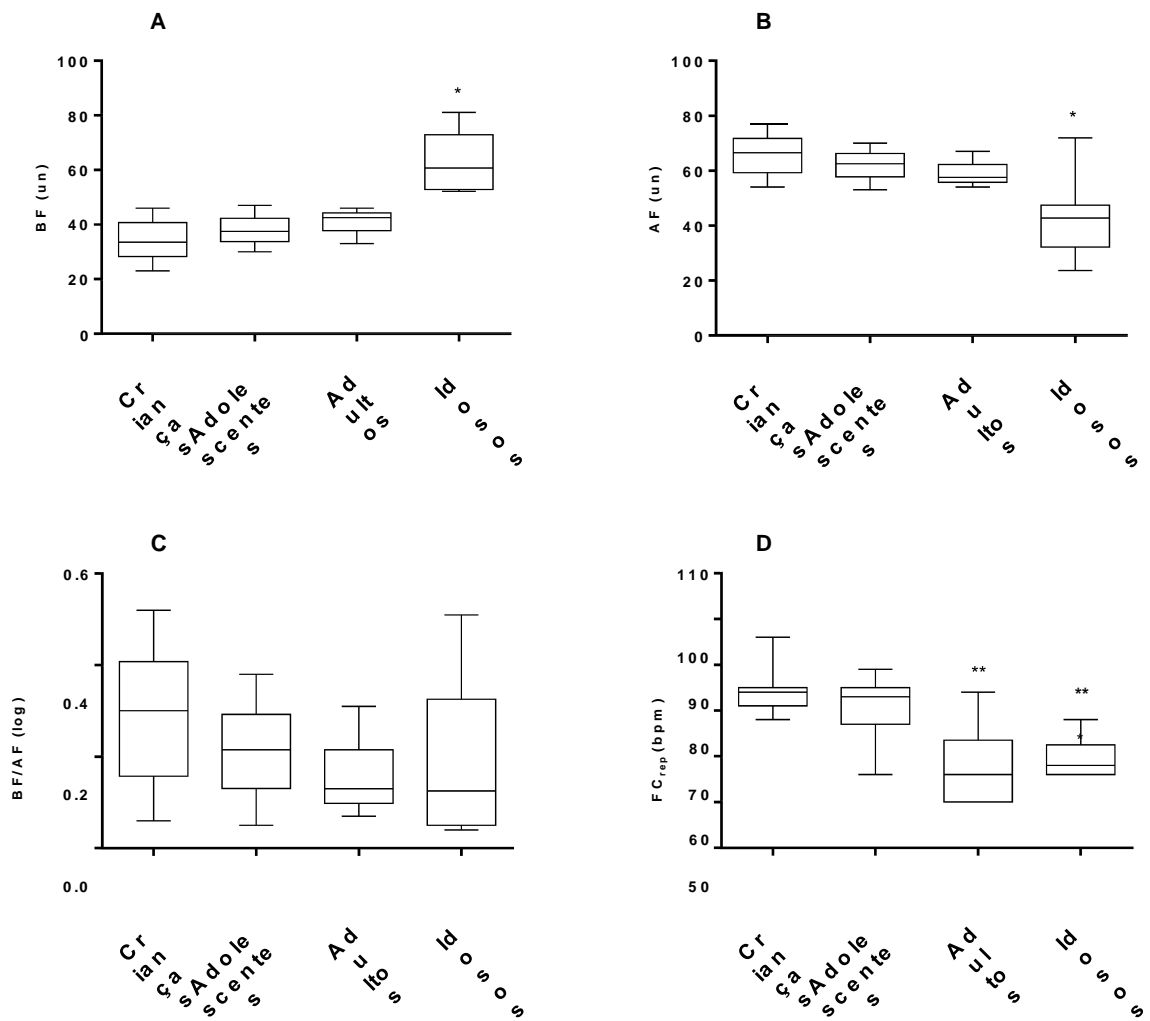 A
BF (un)
100
80
60
40
20
0
*
Crianças
Adolescentes
Adultos
Idosos
B
AF (un)
100
80
60
40
20
0
*
Crianças
Adolescentes
Adultos
Idosos
C
BF/AF (log)
0.6
0.4
0.2
0.0
Crianças
Adolescentes
Adultos
Idosos
D
FCrep (bpm)
110
100
90
80
70
60
50
**
**
*
Crianças
Adolescentes
Adultos
Idosos